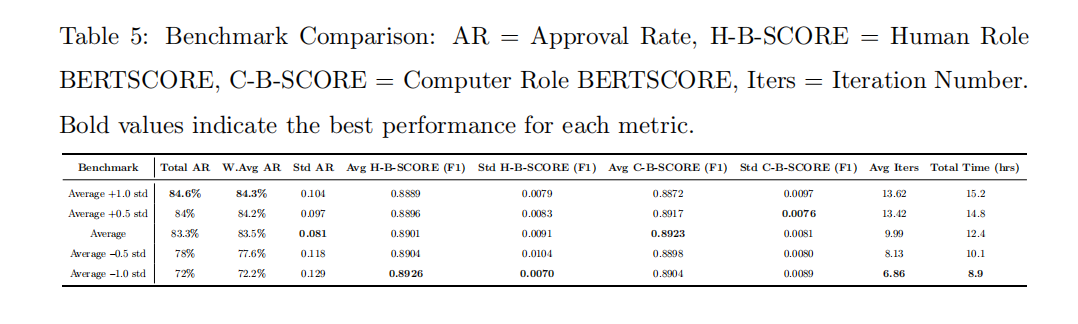 Table 5: Benchmark Comparison: AR = Approval Rate, H-B-SCORE = Human Role
BERTSCORE, C-B-SCORE = Computer Role BERTSCORE, Iters = Iteration Number.
Bold values indicate the best performance for each metric.
Benchmark Total AR W.Avg AR Std AR Avg H-B-SCORE (F1) Std H-B-SCORE (F1) Avg C-B-SCORE (F1) Std C-B-SCORE (F1) Avg Iters Total Time (hrs)
Average +1.0 std 84.6% 84.3% 0.104 0.8889 0.0079 0.8872 0.0097 13.62 15.2
Average +0.5 std 84% 84.2% 0.097 0.8896 0.0083 0.8917 0.0076 13.42 14.8
Average 83.3% 83.5% 0.081 0.8901 0.0091 0.8923 0.0081 9.99 12.4
Average −0.5 std 78% 77.6% 0.118 0.8904 0.0104 0.8898 0.0080 8.13 10.1
Average −1.0 std 72% 72.2% 0.129 0.8926 0.0070 0.8904 0.0089 6.86 8.9